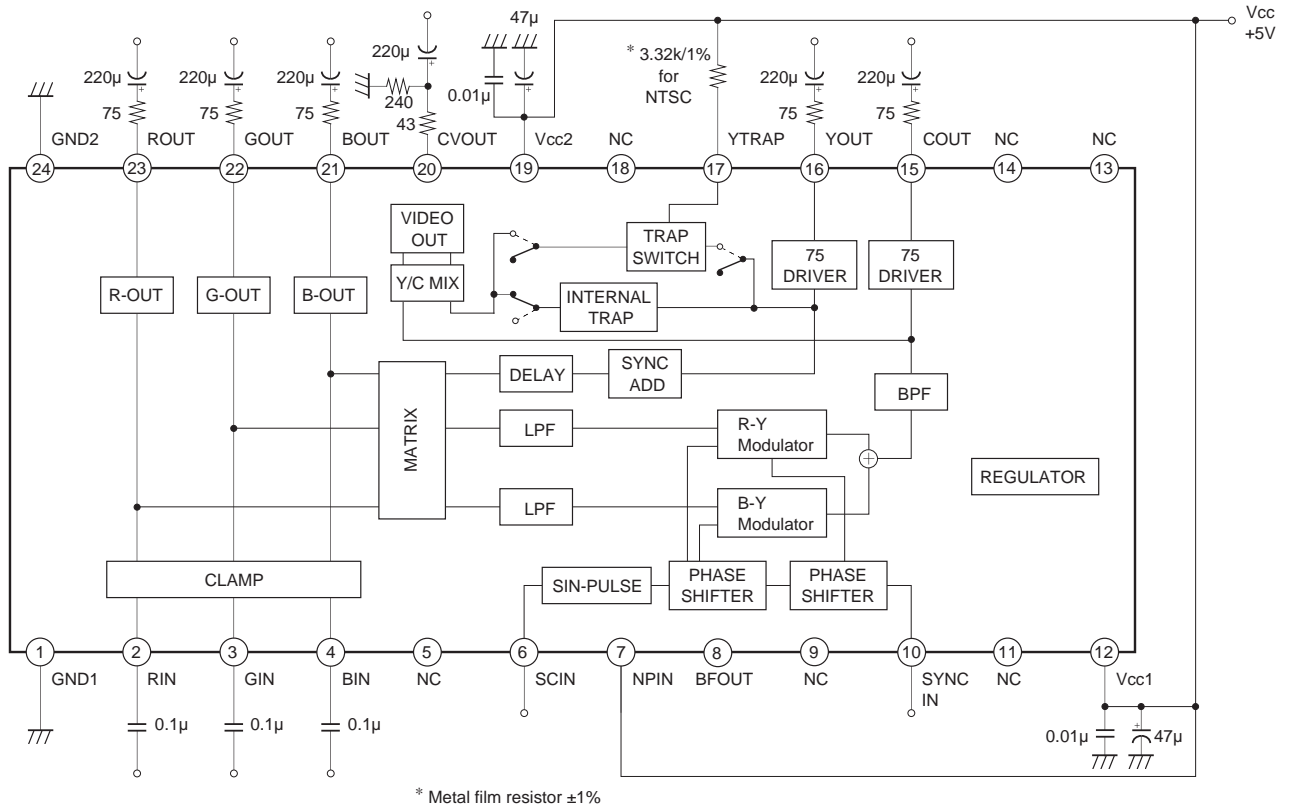 47µ
Vcc
+5V
220µ
220µ
220µ
220µ
240
43
0.01µ
* 3.32k/1%
for
NTSC
220µ
220µ
75
75
75
75
75
GND2
ROUT
GOUT
BOUT
CVOUT
Vcc2
NC
YTRAP
YOUT
COUT
NC
NC
24
23
22
21
20
19
18
17
16
15
14
13
VIDEO
OUT
Y/C MIX
TRAP
SWITCH
75
DRIVER
75
DRIVER
R-OUT
G-OUT
B-OUT
INTERNAL
TRAP
MATRIX
DELAY
SYNC
ADD
BPF
LPF
R-Y
Modulator
REGULATOR
LPF
B-Y
Modulator
CLAMP
SIN-PULSE
PHASE
SHIFTER
PHASE
SHIFTER
1
2
3
4
5
6
7
8
9
10
11
12
GND1
RIN
GIN
BIN
NC
SCIN
NPIN
BFOUT
NC
SYNC
IN
NC
Vcc1
0.1µ
0.1µ
0.1µ
0.01µ
47µ
* Metal film resistor ±1%